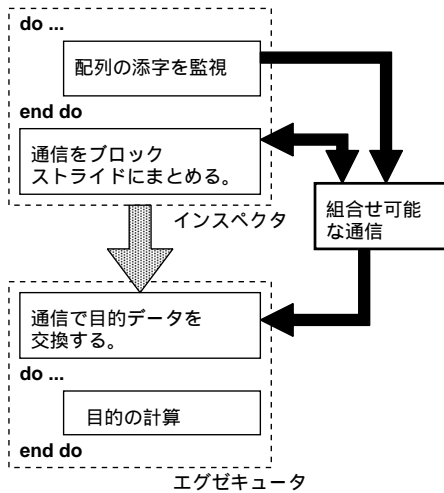 do ...
配列の添字を監視
end do
通信をブロック
ストライドにまとめる。
インスペクタ
組合せ可能
な通信
通信で目的データを
交換する。
do ...
目的の計算
end do
エグゼキュータ